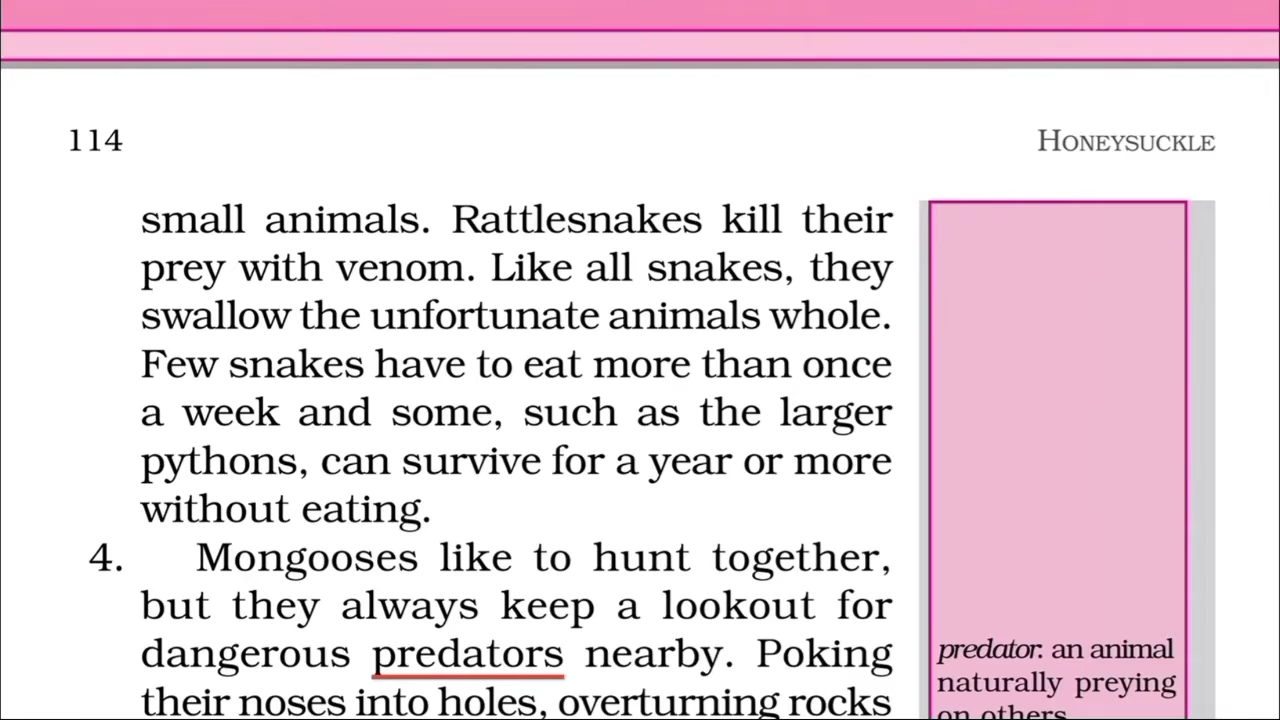 114
HONEYSUCKLE
small animals. Rattlesnakes kill their
prey with venom. Like all snakes, they
swallow the unfortunate animals whole.
Few snakes have to eat more than once
a week and some, such as the larger
pythons, can survive for a year or more
without eating.
4. Mongooses like to hunt together,
but they always keep a lookout for
dangerous predators nearby. Poking
their noses into holes, overturning rocks
predator: an animal
naturally preying
on others